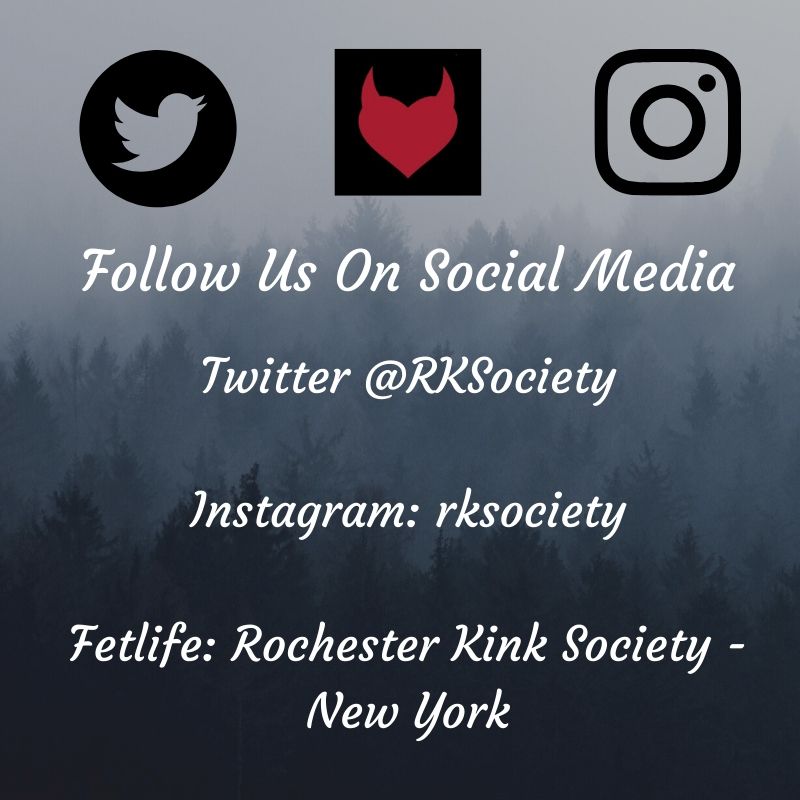 Follow Us On Social Media
Twitter @RKSociety
Instagram: rksociety
Fetlife: Rochester Kink Society -
New York